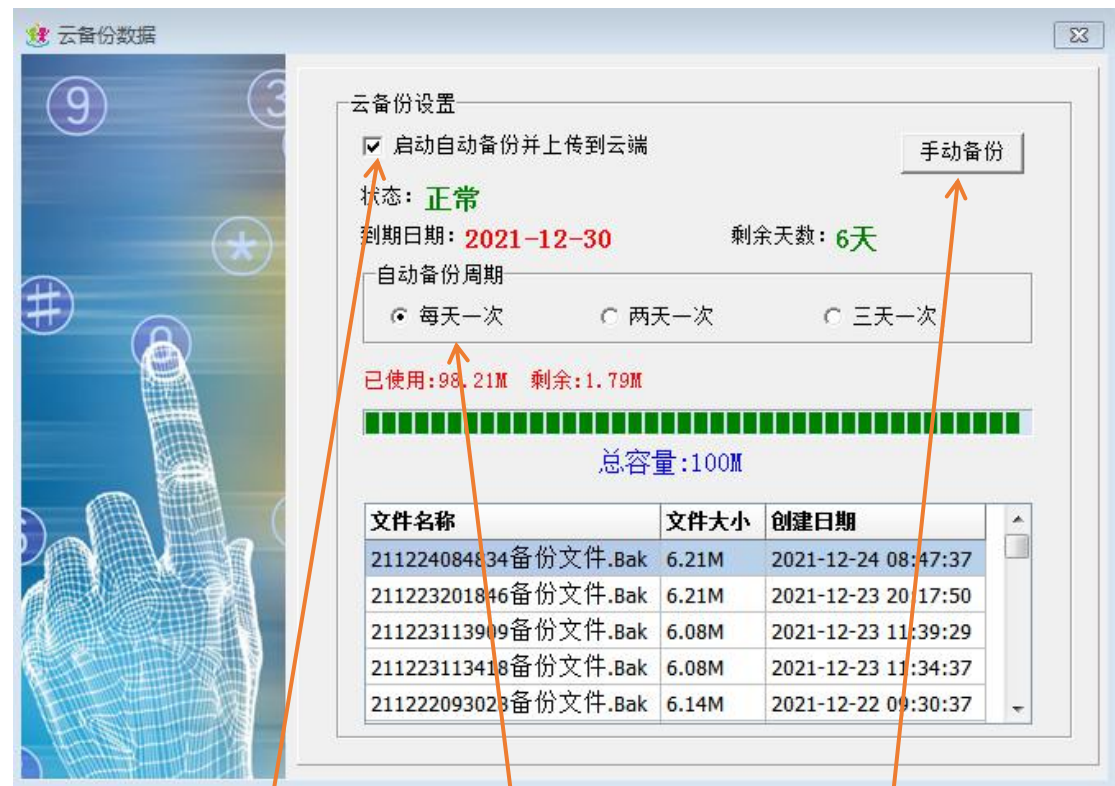 云备份数据
9
3
*
#
0
云备份设置
启动自动备份并上传到云端
手动备份
状态：正常
到期日期：2021-12-30 剩余天数：6天
自动备份周期
每天一次 两天一次 三天一次
已使用:98.21M 剩余:1.79M
总容量:100M
文件名称 文件大小 创建日期
211224084834备份文件.Bak 6.21M 2021-12-24 08:47:37
211223201846备份文件.Bak 6.21M 2021-12-23 20:17:50
211223113909备份文件.Bak 6.08M 2021-12-23 11:39:29
211223113418备份文件.Bak 6.08M 2021-12-23 11:34:37
211222093023备份文件.Bak 6.14M 2021-12-22 09:30:37